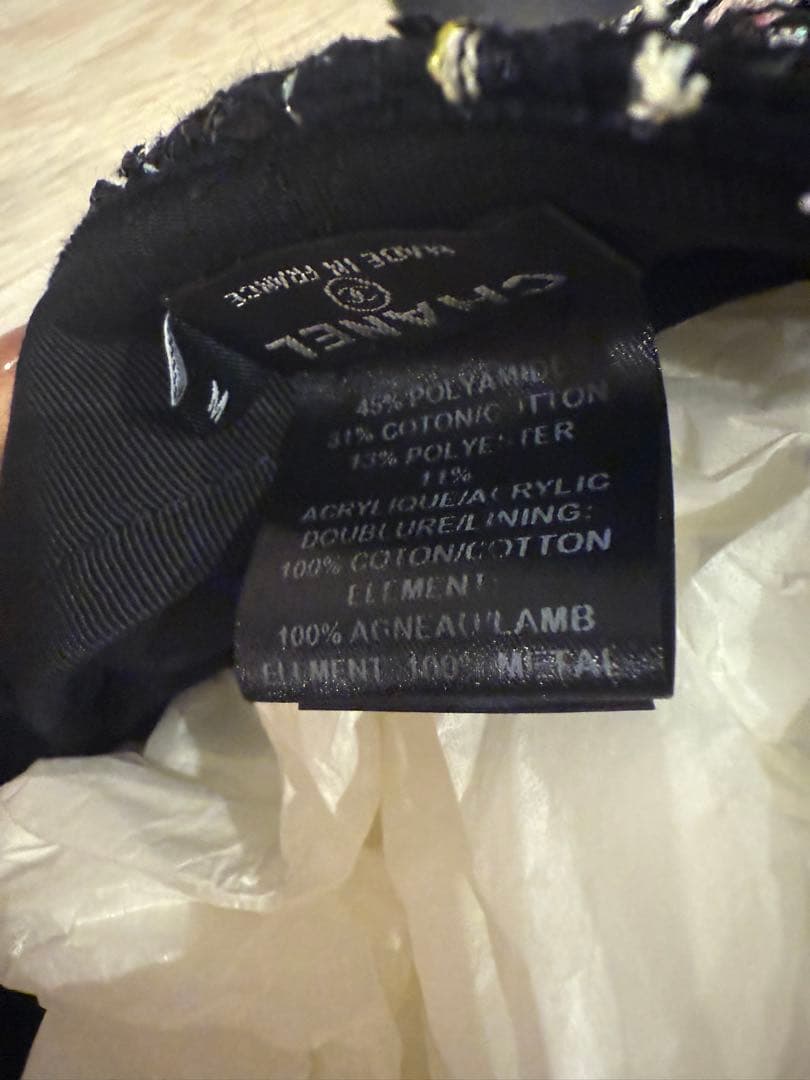 MADE IN FRANCE
CHANEL
M
45% POLYAMIDE
31% COTON/COTTON
13% POLYESTER
11%
ACRYLIQUE/ACRYLIC
DOUBLURE/LINING:
100% COTON/COTTON
ELEMENT:
100% AGNEAU/LAMB
ELEMENT 100% METAL